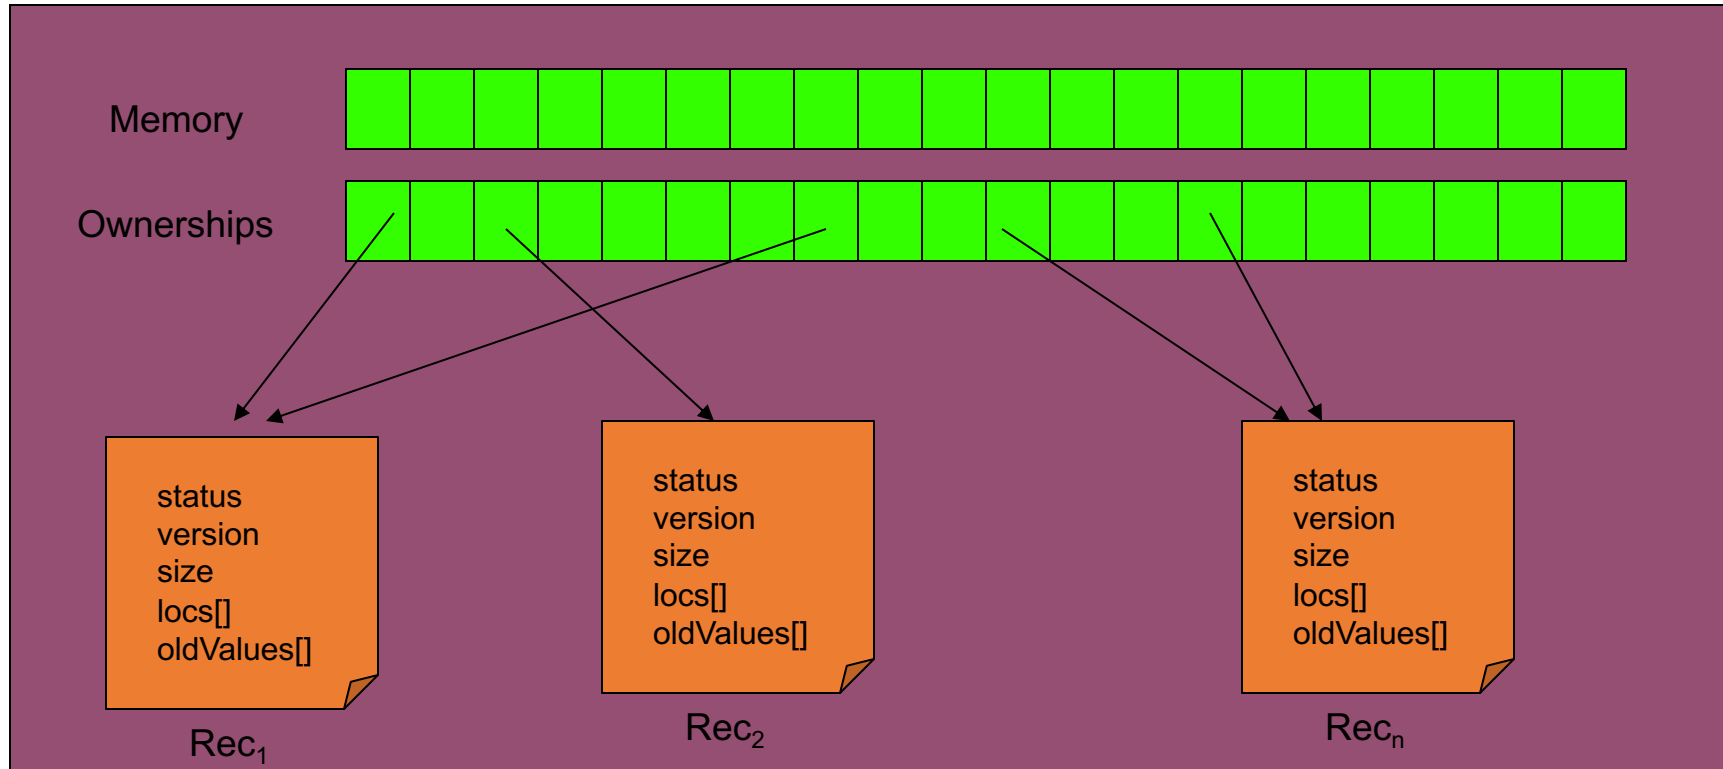 Memory
Ownerships
status
version
size
locs[]
oldValues[]
Rec₁
status
version
size
locs[]
oldValues[]
Rec₂
status
version
size
locs[]
oldValues[]
Recₙ